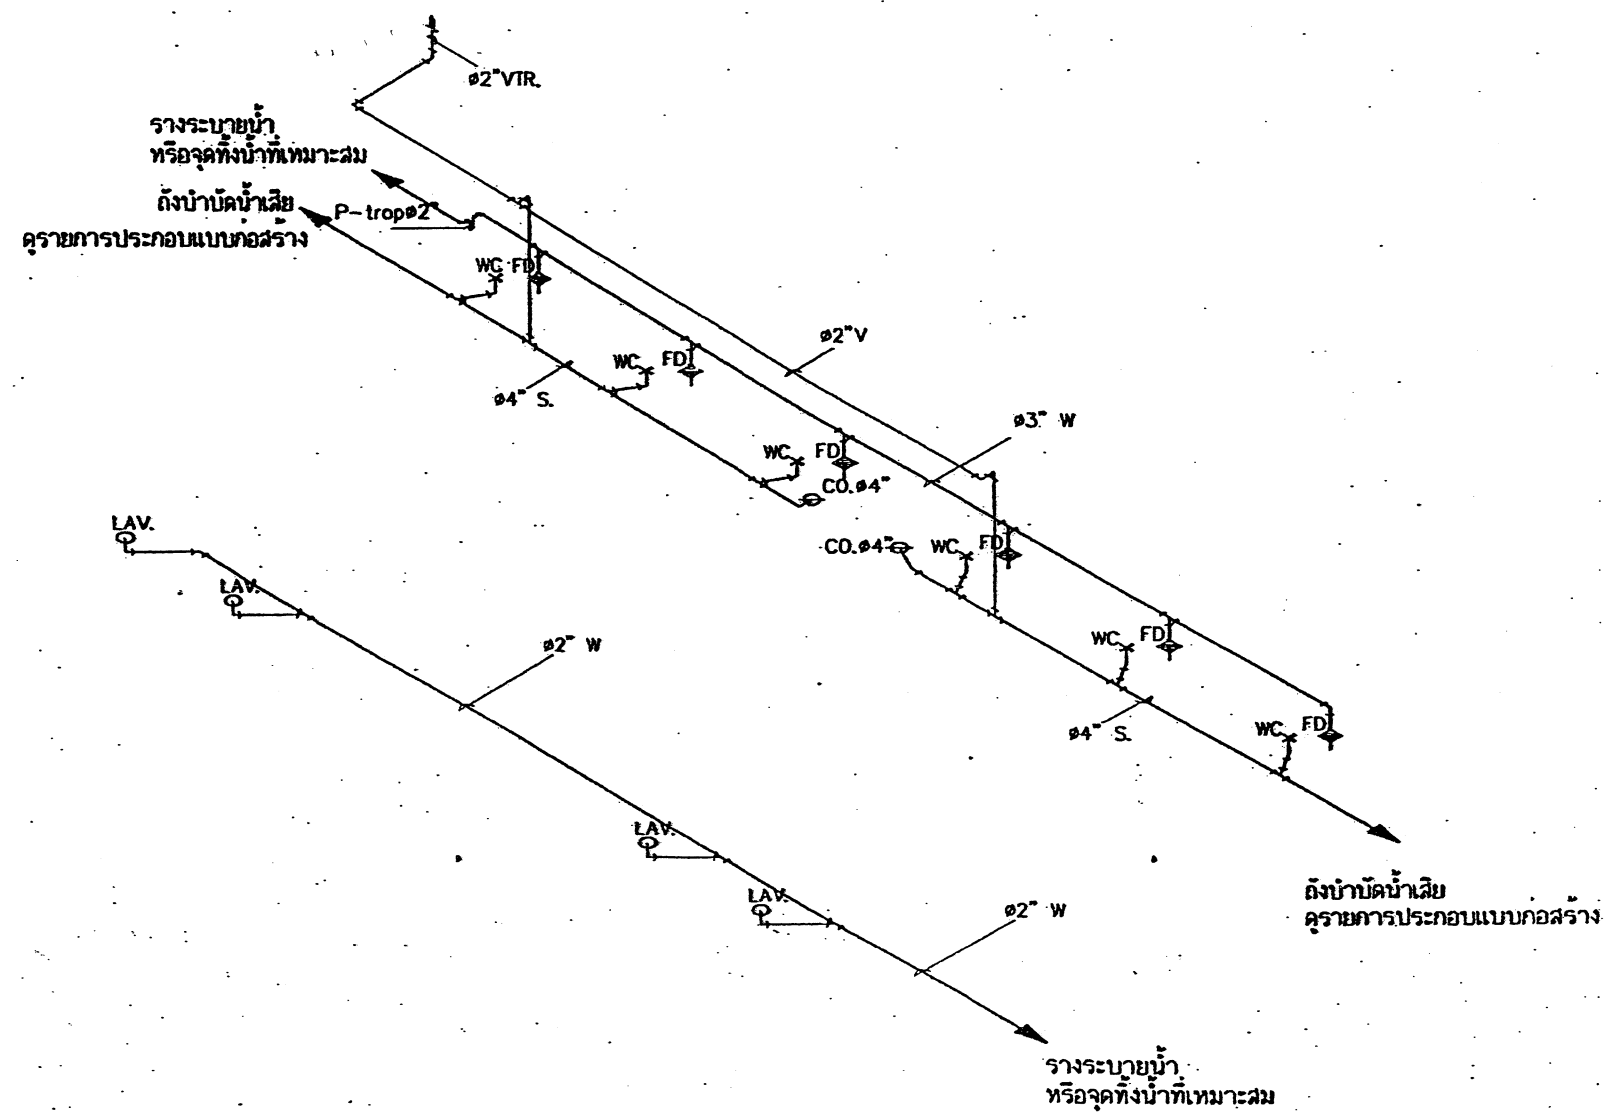 ø2"VTR.
รางระบายน้ำ
หรือจุดทิ้งน้ำที่เหมาะสม
ถังบำบัดน้ำเสีย
ดูรายการประกอบแบบก่อสร้าง
P-tropø2"
WC FD
ø2"V
WC FD
ø4" S.
ø3" W
WC FD
CO.ø4"
LAV.
CO.ø4" WC FD
LAV.
ø2" W
WC FD
WC FD
ø4" S.
LAV.
LAV.
ø2" W
ถังบำบัดน้ำเสีย
ดูรายการประกอบแบบก่อสร้าง
รางระบายน้ำ
หรือจุดทิ้งน้ำที่เหมาะสม